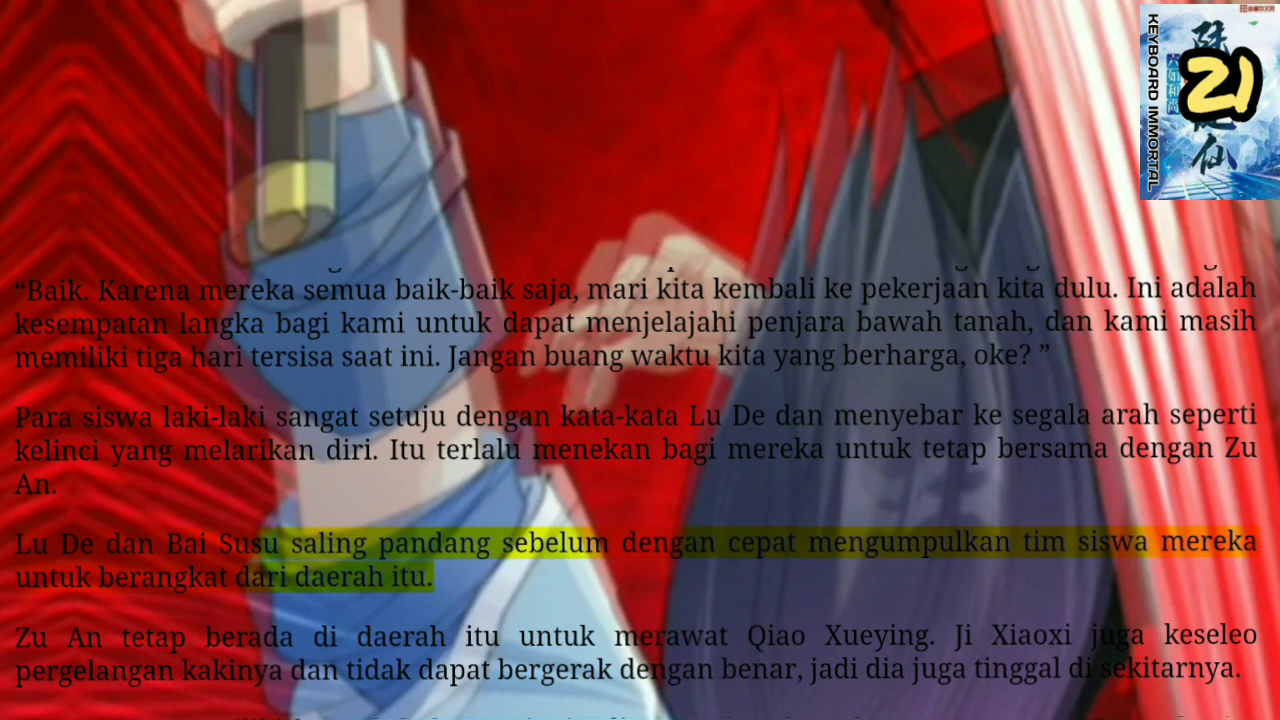 KEYBOARD IMMORTAL
21
六如和尚
仙
“Baik. Karena mereka semua baik-baik saja, mari kita kembali ke pekerjaan kita dulu. Ini adalah
kesempatan langka bagi kami untuk dapat menjelajahi penjara bawah tanah, dan kami masih
memiliki tiga hari tersisa saat ini. Jangan buang waktu kita yang berharga, oke? ”
Para siswa laki-laki sangat setuju dengan kata-kata Lu De dan menyebar ke segala arah seperti
kelinci yang melarikan diri. Itu terlalu menekan bagi mereka untuk tetap bersama dengan Zu
An.
Lu De dan Bai Susu saling pandang sebelum dengan cepat mengumpulkan tim siswa mereka
untuk berangkat dari daerah itu.
Zu An tetap berada di daerah itu untuk merawat Qiao Xueying. Ji Xiaoxi juga keseleo
pergelangan kakinya dan tidak dapat bergerak dengan benar, jadi dia juga tinggal di sekitarnya.